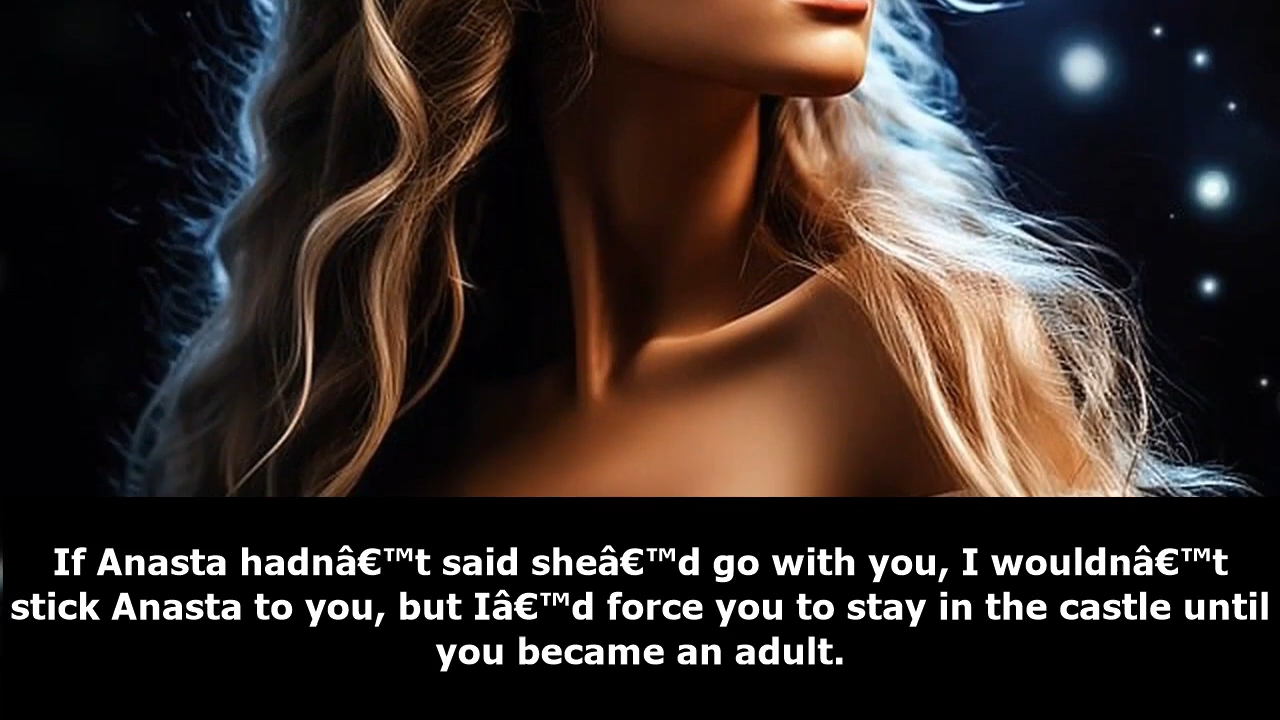 If Anasta hadnâ€™t said sheâ€™d go with you, I wouldnâ€™t
stick Anasta to you, but Iâ€™d force you to stay in the castle until
you became an adult.